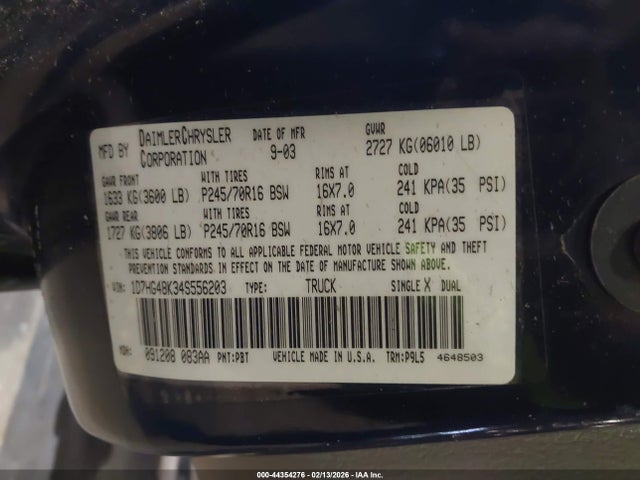 MFD BY DAIMLERCHRYSLER CORPORATION DATE OF MFR 9-03 GVWR 2727 KG(06010 LB)
GAWR FRONT WITH TIRES RIMS AT COLD
1633 KG(3600 LB) P245/70R16 BSW 16X7.0 241 KPA(35 PSI)
GAWR REAR WITH TIRES RIMS AT COLD
1727 KG(3806 LB) P245/70R16 BSW 16X7.0 241 KPA(35 PSI)
THIS VEHICLE CONFORMS TO ALL APPLICABLE FEDERAL MOTOR VEHICLE SAFETY AND THEFT
PREVENTION STANDARDS IN EFFECT ON THE DATE OF MANUFACTURE SHOWN ABOVE.
VIN: 1D7HG48K34S556203 TYPE: TRUCK SINGLE X DUAL
MDH: 091208 083AA PNT:PBT VEHICLE MADE IN U.S.A. TRM:P9L5 4648503
000-44354276 - 02/13/2026 - IAA Inc.